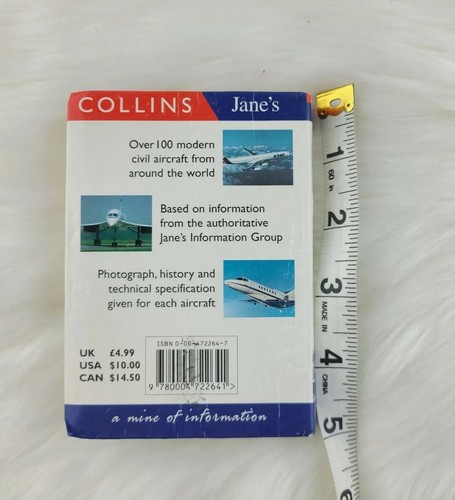 COLLINS Jane's
Over 100 modern
civil aircraft from
around the world
Based on information
from the authoritative
Jane's Information Group
Photograph, history and
technical specification
given for each aircraft
ISBN 0-00-472264-7
UK £4.99
USA $10.00
CAN $14.50
9 780004 722641 >
a mine of information
1
60 in
2
3
MADE IN
4
CHINA
5
6